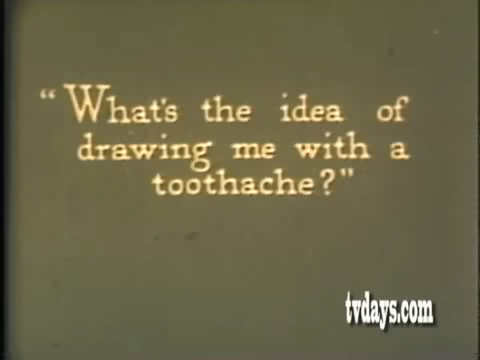 "What's the idea of
drawing me with a
toothache?"
tvdays.com